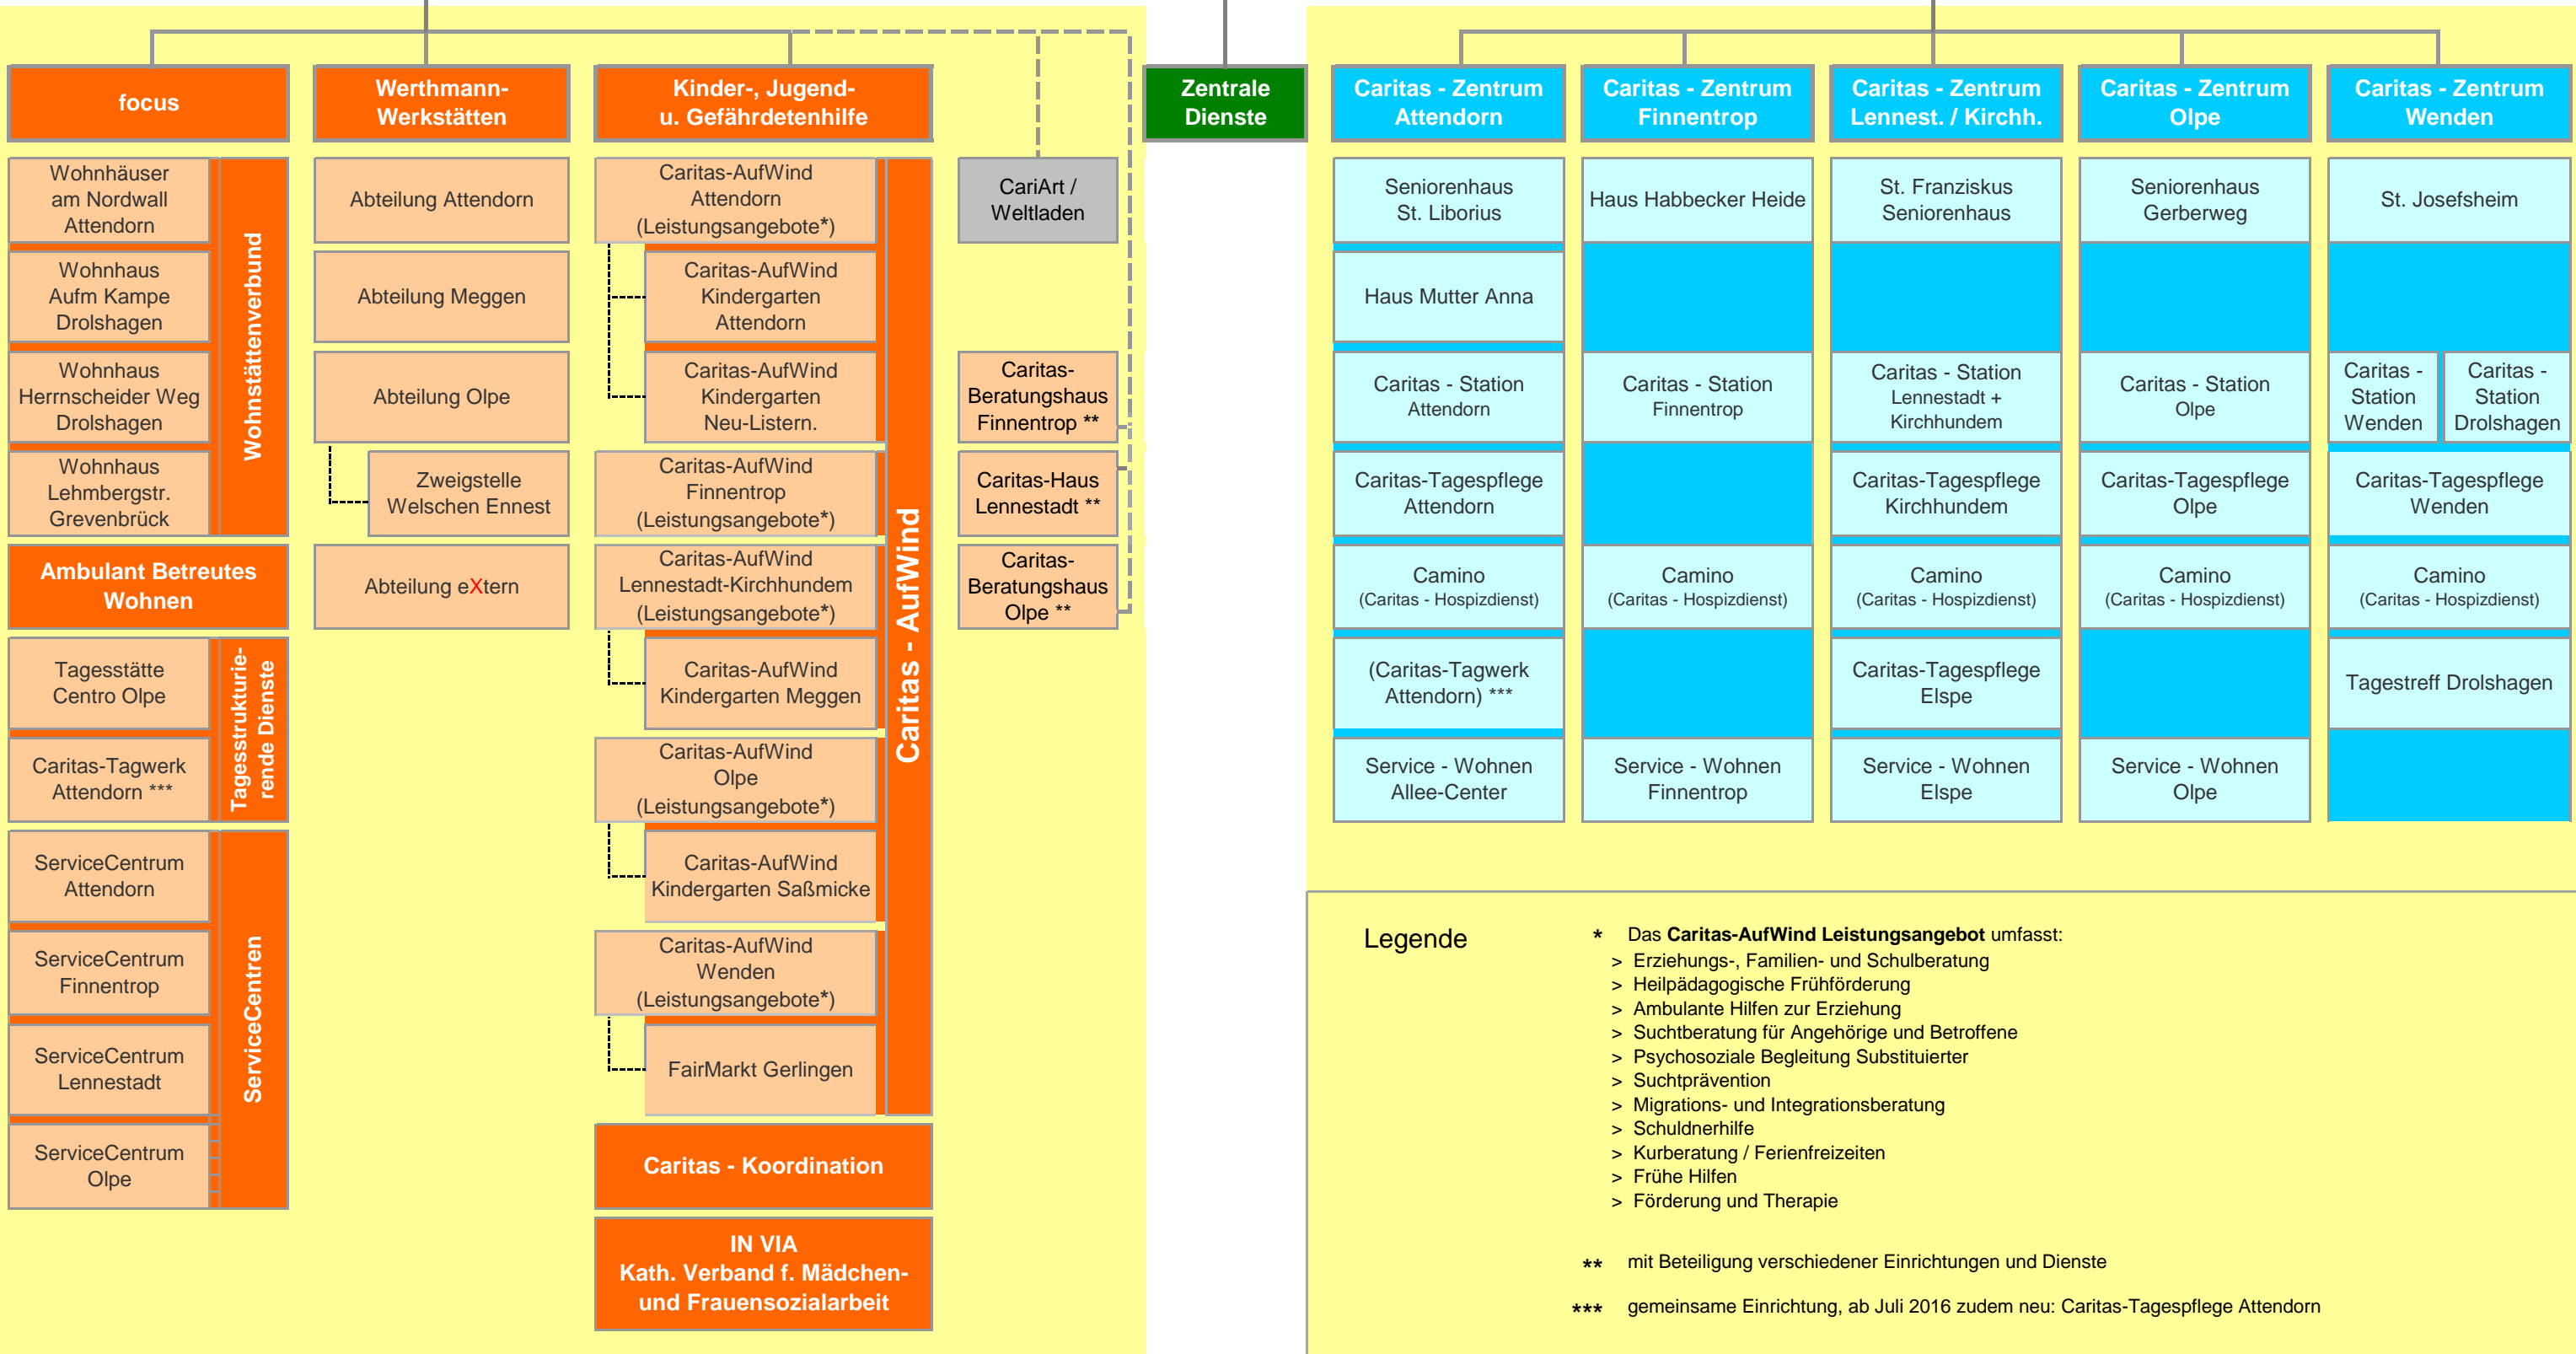 focus
Wohnhäuser
am Nordwall
Attendorn
Wohnhaus
Aufm Kampe
Drolshagen
Wohnhaus
Herrnscheider Weg
Drolshagen
Wohnhaus
Lehmbergstr.
Grevenbrück
Wohnstättenverbund
Ambulant Betreutes
Wohnen
Tagesstätte
Centro Olpe
Caritas-Tagwerk
Attendorn ***
Tagesstrukturie-
rende Dienste
ServiceCentrum
Attendorn
ServiceCentrum
Finnentrop
ServiceCentrum
Lennestadt
ServiceCentrum
Olpe
ServiceCentren
Werthmann-
Werkstätten
Abteilung Attendorn
Abteilung Meggen
Abteilung Olpe
Zweigstelle
Welschen Ennest
Abteilung eXtern
Kinder-, Jugend-
u. Gefährdetenhilfe
Caritas-AufWind
Attendorn
(Leistungsangebote*)
Caritas-AufWind
Kindergarten
Attendorn
Caritas-AufWind
Kindergarten
Neu-Listern.
Caritas-AufWind
Finnentrop
(Leistungsangebote*)
Caritas-AufWind
Lennestadt-Kirchhundem
(Leistungsangebote*)
Caritas-AufWind
Kindergarten Meggen
Caritas-AufWind
Olpe
(Leistungsangebote*)
Caritas-AufWind
Kindergarten Saßmicke
Caritas-AufWind
Wenden
(Leistungsangebote*)
FairMarkt Gerlingen
Caritas - AufWind
Caritas - Koordination
IN VIA
Kath. Verband f. Mädchen-
und Frauensozialarbeit
CariArt /
Weltladen
Caritas-
Beratungshaus
Finnentrop **
Caritas-Haus
Lennestadt **
Caritas-
Beratungshaus
Olpe **
Zentrale
Dienste
Caritas - Zentrum
Attendorn
Seniorenhaus
St. Liborius
Haus Mutter Anna
Caritas - Station
Attendorn
Caritas-Tagespflege
Attendorn
Camino
(Caritas - Hospizdienst)
(Caritas-Tagwerk
Attendorn) ***
Service - Wohnen
Allee-Center
Caritas - Zentrum
Finnentrop
Haus Habbecker Heide
Caritas - Station
Finnentrop
Camino
(Caritas - Hospizdienst)
Service - Wohnen
Finnentrop
Caritas - Zentrum
Lennest. / Kirchh.
St. Franziskus
Seniorenhaus
Caritas - Station
Lennestadt +
Kirchhundem
Caritas-Tagespflege
Kirchhundem
Camino
(Caritas - Hospizdienst)
Caritas-Tagespflege
Elspe
Service - Wohnen
Elspe
Caritas - Zentrum
Olpe
Seniorenhaus
Gerberweg
Caritas - Station
Olpe
Caritas-Tagespflege
Olpe
Camino
(Caritas - Hospizdienst)
Service - Wohnen
Olpe
Caritas - Zentrum
Wenden
St. Josefsheim
Caritas -
Station
Wenden
Caritas -
Station
Drolshagen
Caritas-Tagespflege
Wenden
Camino
(Caritas - Hospizdienst)
Tagestreff Drolshagen
Legende
* Das Caritas-AufWind Leistungsangebot umfasst:
> Erziehungs-, Familien- und Schulberatung
> Heilpädagogische Frühförderung
> Ambulante Hilfen zur Erziehung
> Suchtberatung für Angehörige und Betroffene
> Psychosoziale Begleitung Substituierter
> Suchtprävention
> Migrations- und Integrationsberatung
> Schuldnerhilfe
> Kurberatung / Ferienfreizeiten
> Frühe Hilfen
> Förderung und Therapie
** mit Beteiligung verschiedener Einrichtungen und Dienste
*** gemeinsame Einrichtung, ab Juli 2016 zudem neu: Caritas-Tagespflege Attendorn